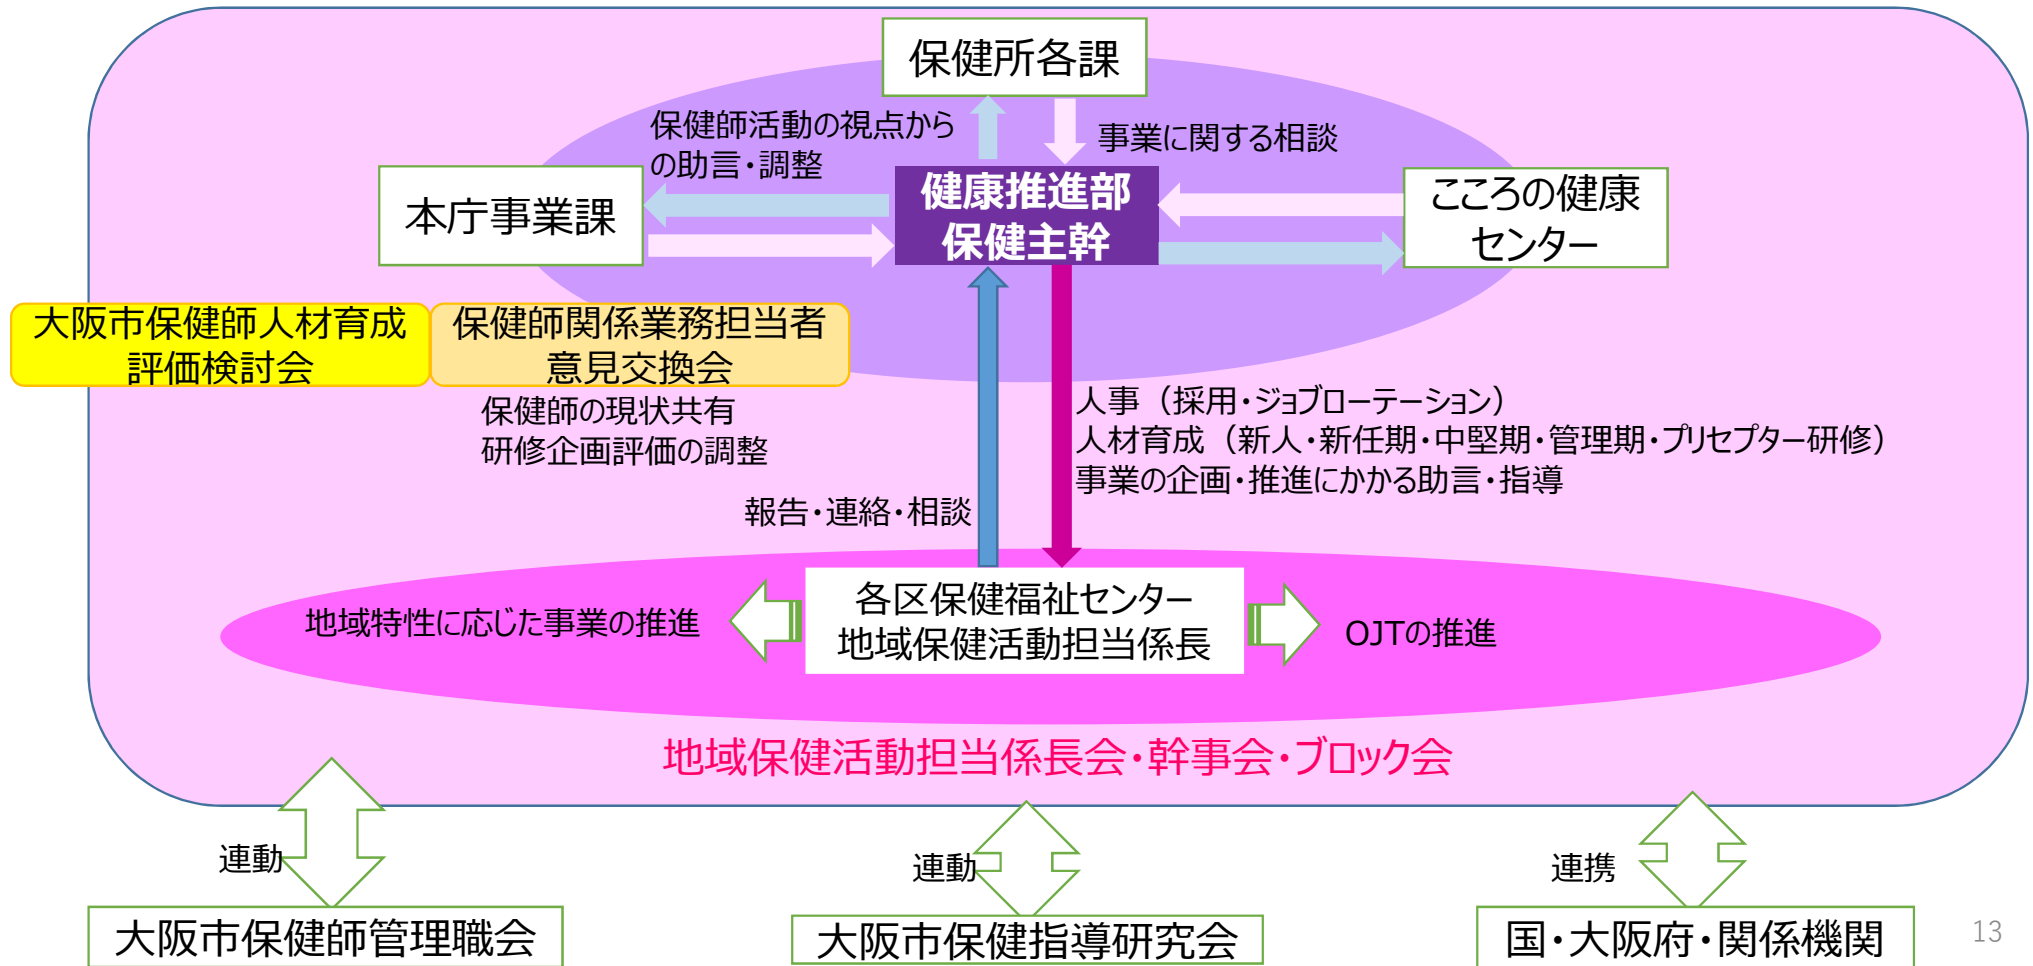 保健所各課
保健師活動の視点から
の助言・調整
事業に関する相談
本庁事業課
健康推進部
保健主幹
こころの健康
センター
大阪市保健師人材育成
評価検討会
保健師関係業務担当者
意見交換会
保健師の現状共有
研修企画評価の調整
人事（採用・ジョブローテーション）
人材育成（新人・新任期・中堅期・管理期・プリセプター研修）
事業の企画・推進にかかる助言・指導
報告・連絡・相談
地域特性に応じた事業の推進
各区保健福祉センター
地域保健活動担当係長
OJTの推進
地域保健活動担当係長会・幹事会・ブロック会
連動
連動
連携
大阪市保健師管理職会
大阪市保健指導研究会
国・大阪府・関係機関
13